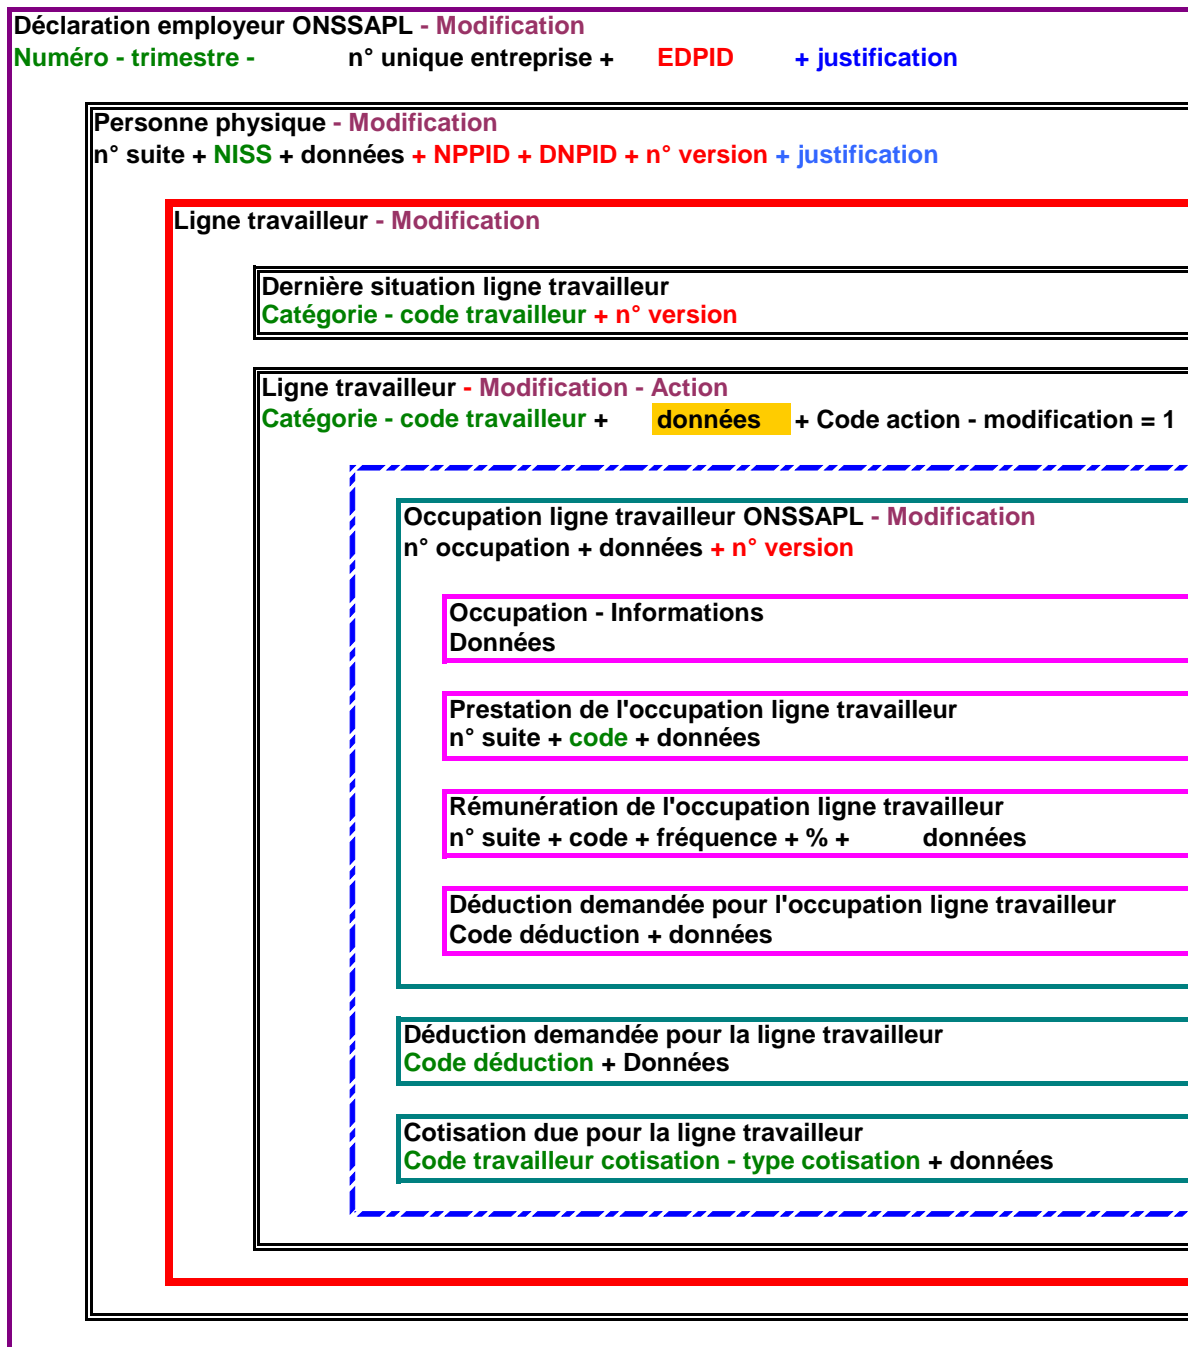 Déclaration employeur ONSSAPL - Modification
Numéro - trimestre - n° unique entreprise + EDPID + justification
Personne physique - Modification
n° suite + NISS + données + NPPID + DNPID + n° version + justification
Ligne travailleur - Modification
Dernière situation ligne travailleur
Catégorie - code travailleur + n° version
Ligne travailleur - Modification - Action
Catégorie - code travailleur + données + Code action - modification = 1
Occupation ligne travailleur ONSSAPL - Modification
n° occupation + données + n° version
Occupation - Informations
Données
Prestation de l'occupation ligne travailleur
n° suite + code + données
Rémunération de l'occupation ligne travailleur
n° suite + code + fréquence + % + données
Déduction demandée pour l'occupation ligne travailleur
Code déduction + données
Déduction demandée pour la ligne travailleur
Code déduction + Données
Cotisation due pour la ligne travailleur
Code travailleur cotisation - type cotisation + données